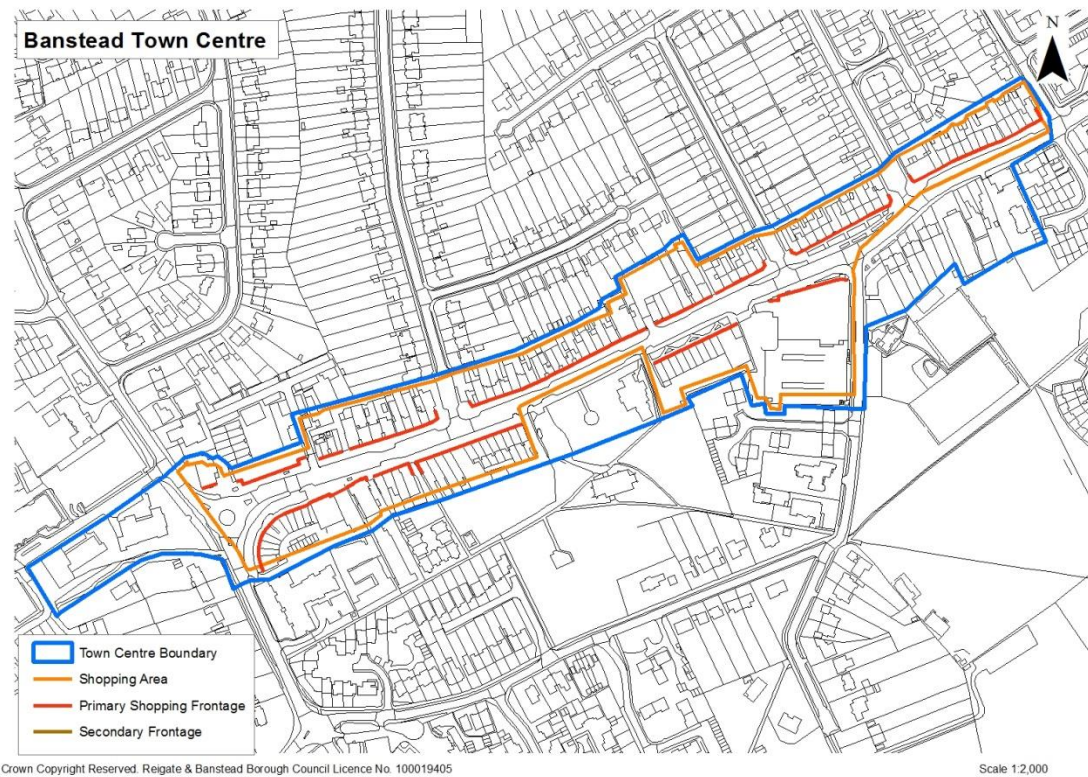 Banstead Town Centre
N
Town Centre Boundary
Shopping Area
Primary Shopping Frontage
Secondary Frontage
Crown Copyright Reserved. Reigate & Banstead Borough Council Licence No. 100019405
Scale 1:2,000